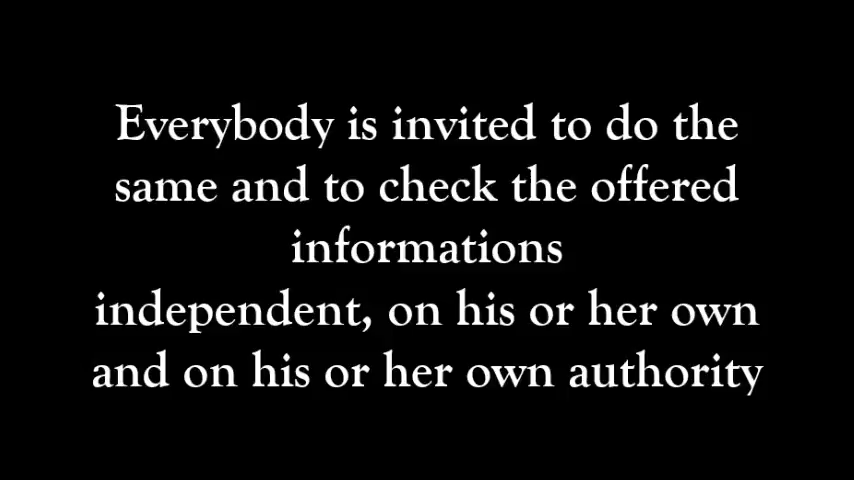 Everybody is invited to do the
same and to check the offered
informations
independent, on his or her own
and on his or her own authority